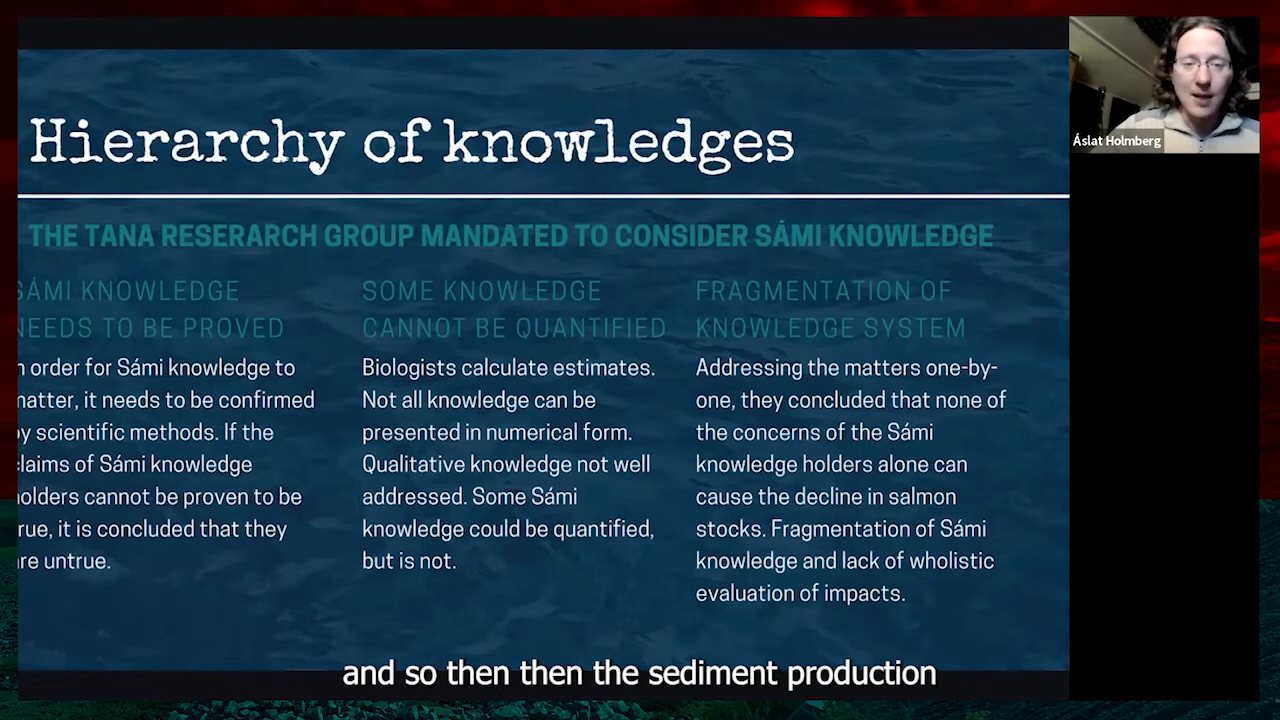 Hierarchy of knowledges
THE TANA RESERARCH GROUP MANDATED TO CONSIDER SÁMI KNOWLEDGE
SÁMI KNOWLEDGE
NEEDS TO BE PROVED
n order for Sámi knowledge to
matter, it needs to be confirmed
by scientific methods. If the
claims of Sámi knowledge
holders cannot be proven to be
rue, it is concluded that they
are untrue.
SOME KNOWLEDGE
CANNOT BE QUANTIFIED
Biologists calculate estimates.
Not all knowledge can be
presented in numerical form.
Qualitative knowledge not well
addressed. Some Sámi
knowledge could be quantified,
but is not.
FRAGMENTATION OF
KNOWLEDGE SYSTEM
Addressing the matters one-by-
one, they concluded that none of
the concerns of the Sámi
knowledge holders alone can
cause the decline in salmon
stocks. Fragmentation of Sámi
knowledge and lack of wholistic
evaluation of impacts.
Áslat Holmberg
and so then then the sediment production